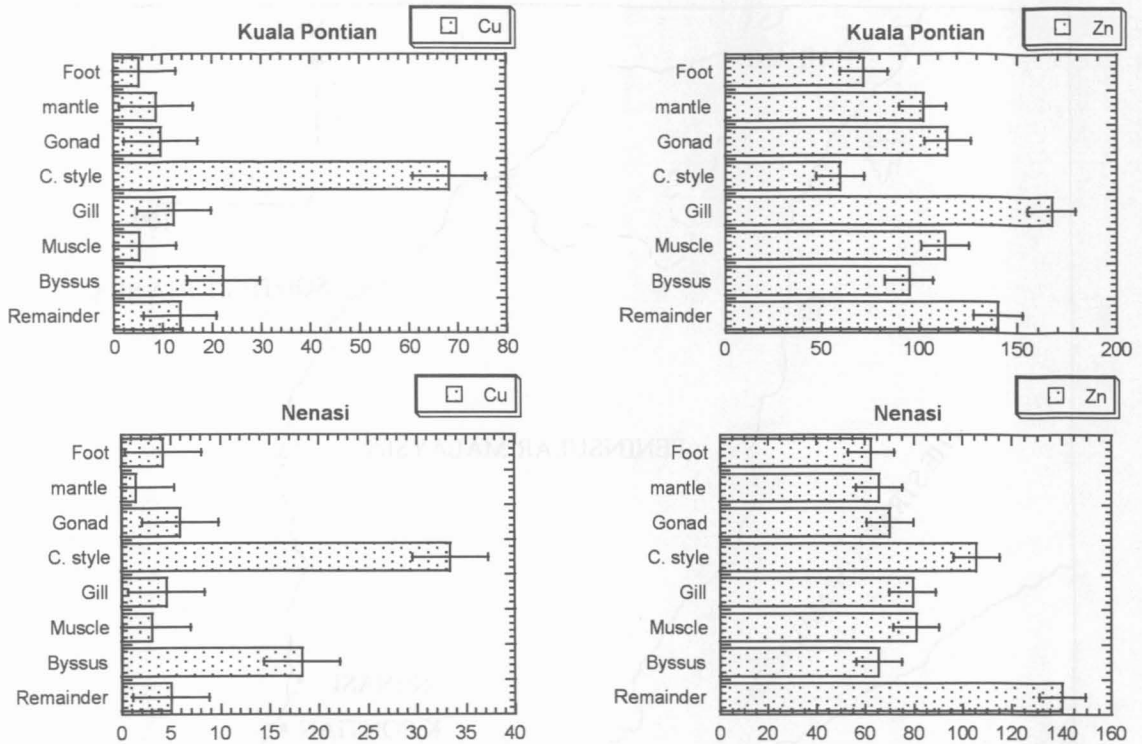 Kuala Pontian
Cu
Foot
mantle
Gonad
C. style
Gill
Muscle
Byssus
Remainder
0 10 20 30 40 50 60 70 80
Kuala Pontian
Zn
Foot
mantle
Gonad
C. style
Gill
Muscle
Byssus
Remainder
0 50 100 150 200
Nenasi
Cu
Foot
mantle
Gonad
C. style
Gill
Muscle
Byssus
Remainder
0 5 10 15 20 25 30 35 40
Nenasi
Zn
Foot
mantle
Gonad
C. style
Gill
Muscle
Byssus
Remainder
0 20 40 60 80 100 120 140 160
PENINSULAR MALAYSIA